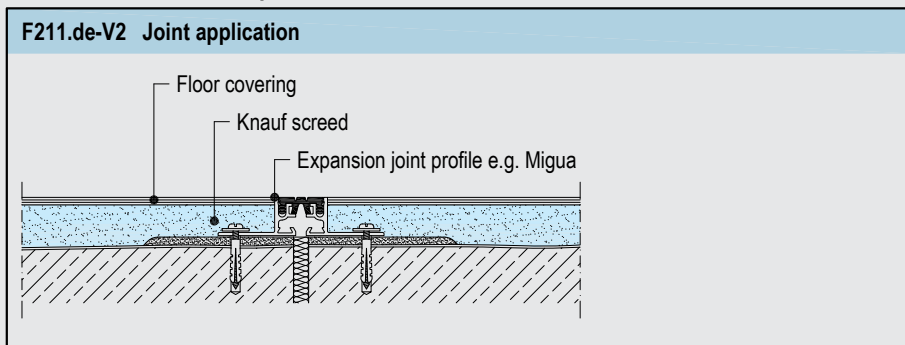 F211.de-V2 Joint application
Floor covering
Knauf screed
Expansion joint profile e.g. Migua